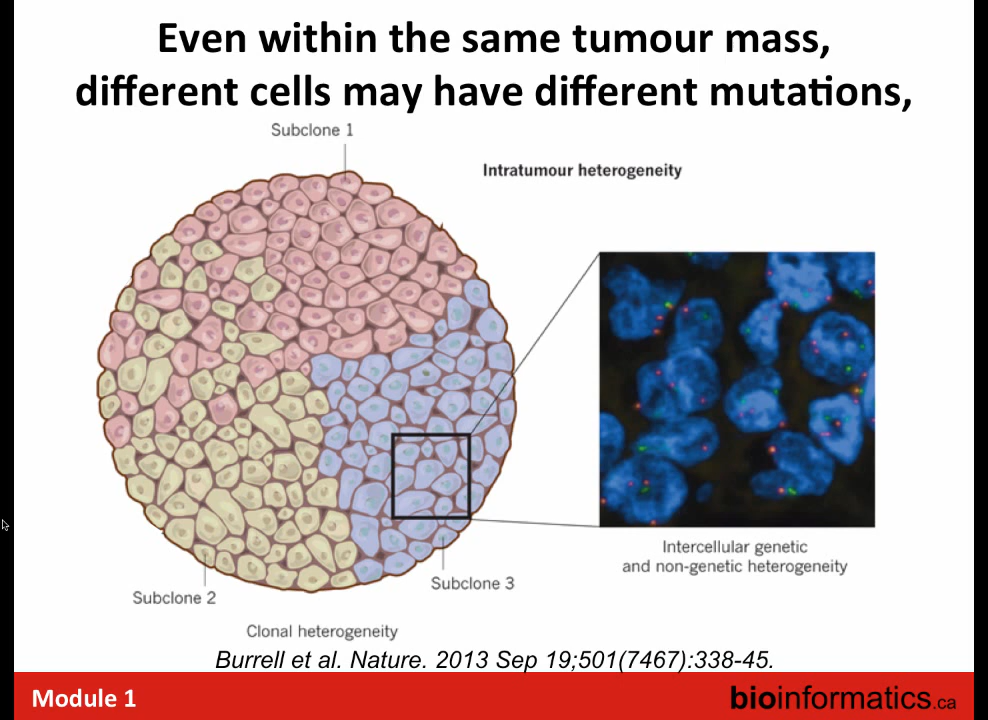 Even within the same tumour mass,
different cells may have different mutations,
Subclone 1
Intratumour heterogeneity
Intercellular genetic
and non-genetic heterogeneity
Subclone 3
Subclone 2
Clonal heterogeneity
Burrell et al. Nature. 2013 Sep 19;501(7467):338-45.
Module 1
bioinformatics.ca